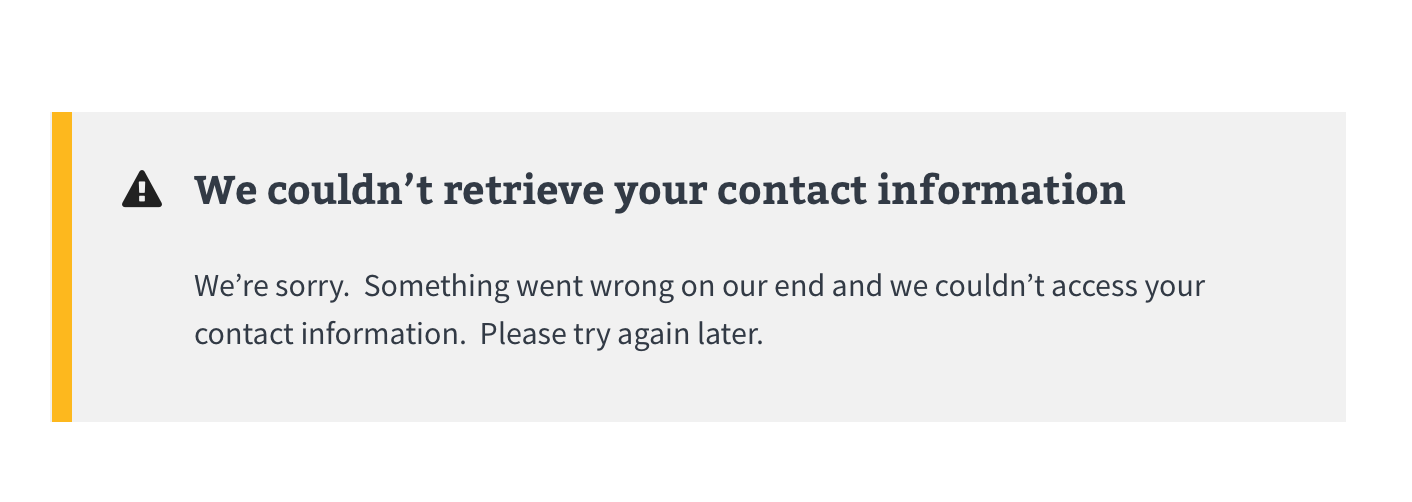 We couldn’t retrieve your contact information
We’re sorry.  Something went wrong on our end and we couldn’t access your
contact information.  Please try again later.